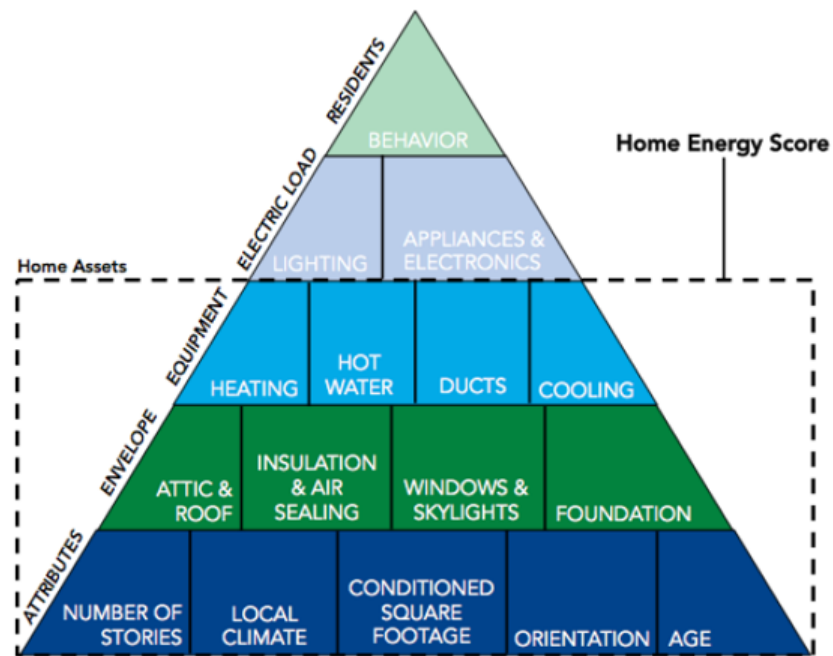 RESIDENTS
BEHAVIOR
Home Energy Score
ELECTRIC LOAD
LIGHTING
APPLIANCES &
ELECTRONICS
Home Assets
EQUIPMENT
HEATING
HOT
WATER
DUCTS
COOLING
ENVELOPE
ATTIC &
ROOF
INSULATION
& AIR
SEALING
WINDOWS &
SKYLIGHTS
FOUNDATION
ATTRIBUTES
NUMBER OF
STORIES
LOCAL
CLIMATE
CONDITIONED
SQUARE
FOOTAGE
ORIENTATION
AGE